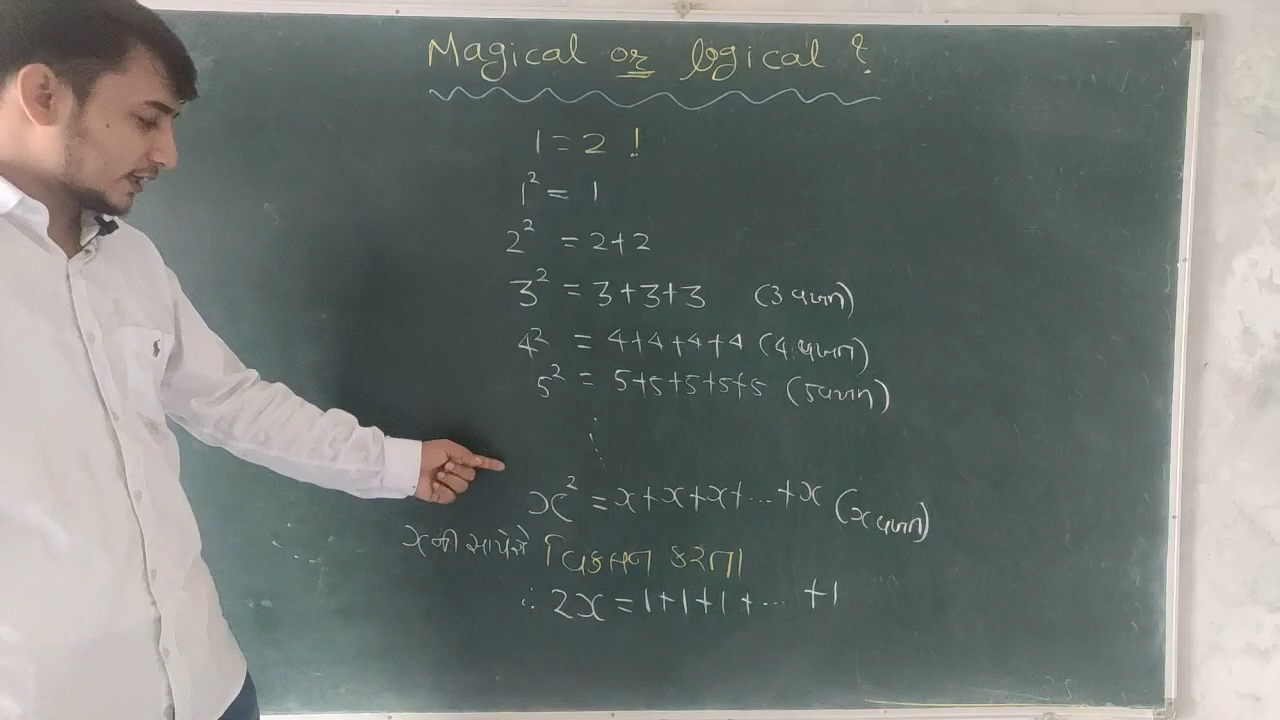 Magical or logical ?
1 = 2 !
1² = 1
2² = 2+2
3² = 3+3+3 (3 વખત)
4² = 4+4+4+4 (4 વખત)
5² = 5+5+5+5+5 (5 વખત)
⋮
x² = x+x+x+...+x (x વખત)
x ની સાપેક્ષે વિકલન કરતા
∴ 2x = 1+1+1+... +1